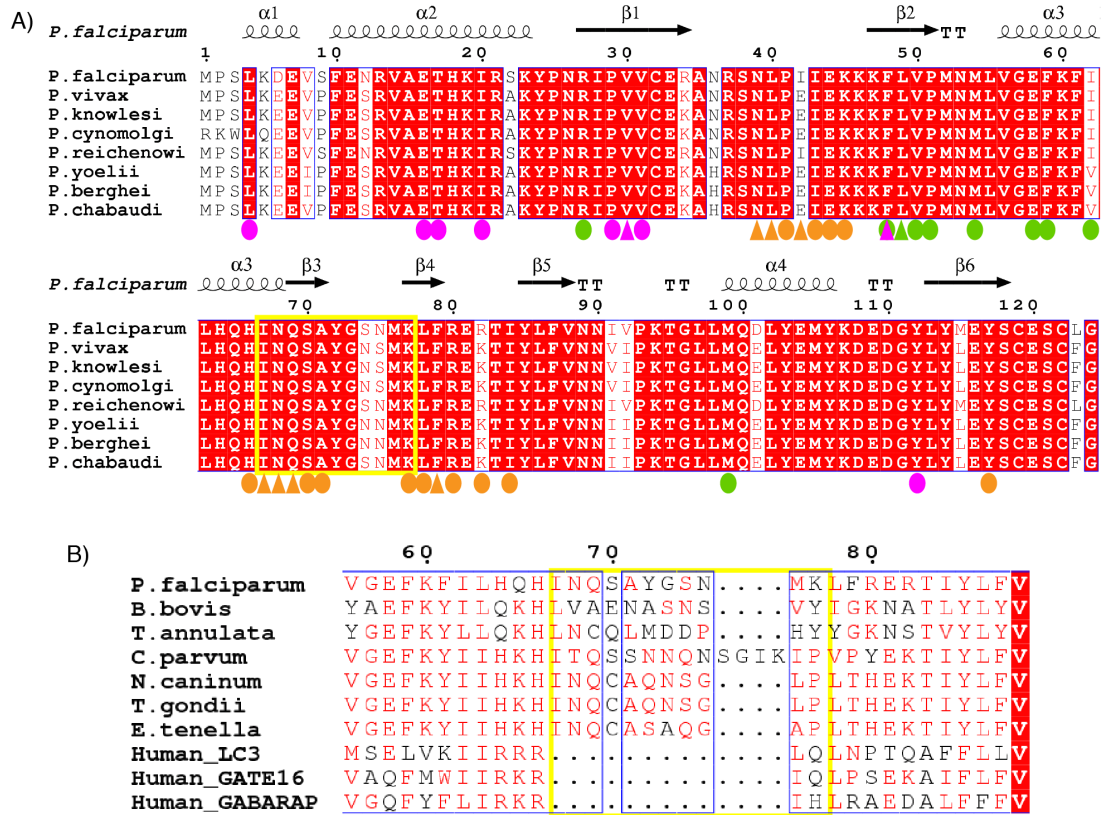 A)
α1 α2 β1 β2 TT α3
P.falciparum
1 10 20 30 40 50 60
P.falciparum MPSLKDEVSFENRVAETHKIRSKYPNRIPVVCERANRSNLPIIEKKKFLVPMNMLVGEFKFI
P.vivax MPSLKEEVPFESRVAETHKIRAKYPNRIPVVCEKANRSNLPEIEKKKFLVPMNMLVGEFKFI
P.knowlesi MPSLKEEVPFESRVAETHKIRAKYPNRIPVVCEKANRSNLPEIEKKKFLVPMNMLVGEFKFI
P.cynomolgi RKWLQEEVPFESRVAETHKIRAKYPNRIPVVCEKANRSNLPEIEKKKFLVPMNMLVGEFKFI
P.reichenowi MPSLKEEVSFENRVAETHKIRSKYPNRIPVVCERANRSNLPIIEKKKFLVPMNMLVGEFKFI
P.yoelii MPSLKEEIPFESRVAETHKIRAKYPNRIPVVCEKAHRSNLPEIEKKKFLVPMNMLVGEFKFV
P.berghei MPSLKEEIPFESRVAETHKIRAKYPNRIPVVCEKAHRSNLPEIEKKKFLVPMNMLVGEFKFV
P.chabaudi MPSLKEEVPFESRVAETHKIRAKYPNRIPVVCEKAHRSNLPEIEKKKFLVPMNMLVGEFKFV
α3 β3 β4 β5 TT TT α4 TT β6
P.falciparum
70 80 90 100 110 120
P.falciparum LHQHINQSAYGSNMKLFRERTIYLFVNNIVPKTGLLMQDLYEMYKDEDGYLYMEYSCESCLG
P.vivax LHQHINQSAYGNSMKLFREKTIYLFVNNVIPKTGLLMQELYEMYKDEDGYLYLEYSCESCFG
P.knowlesi LHQHINQSAYGNSMKLFREKTIYLFVNNVIPKTGLLMQELYEMYKDEDGYLYLEYSCESCFG
P.cynomolgi LHQHINQSAYGNSMKLFREKTIYLFVNNVIPKTGLLMQELYEMYKDEDGYLYLEYSCESCFG
P.reichenowi LHQHINQSAYGSNMKLFRERTIYLFVNNIVPKTGLLMQDLYEMYKDEDGYLYMEYSCESCLG
P.yoelii LHQHINQSAYGNNMKLFREKTIYLFVNNIIPKTGLLMQELYEMYKDEDGYLYLEYSCESCFG
P.berghei LHQHINQSAYGNNMKLFREKTIYLFVNNIIPKTGLLMQELYEMYKDEDGYLYLEYSCESCFG
P.chabaudi LHQHINQSAYGSNMKLFREKTIYLFVNNIIPKTGLLMQELYEMYKDEDGYLYLEYSCESCFG
B)
60 70 80
P.falciparum VGEFKFILHQHINQSAYGSN....MKLFRERTIYLFV
B.bovis YAEFKYILQKHLVAENASNS....VYIGKNATLYLYV
T.annulata YGEFKYLLQKHLNCQLMDDP....HYYGKNSTVYLYV
C.parvum VGEFKYIIHKHITQSSNNQNSGIKIPVPYEKTIYLFV
N.caninum VGEFKYIIHKHINQCAQNSG....LPLTHEKTIYLFV
T.gondii VGEFKYIIHKHINQCAQNSG....LPLTHEKTIYLFV
E.tenella VGEFKYIIHKHINQCASAQG....APLTHEKTIYLFV
Human_LC3 MSELVKIIRRR.............LQLNPTQAFFLLV
Human_GATE16 VAQFMWIIRKR.............IQLPSEKAIFLFV
Human_GABARAP VGQFYFLIRKR.............IHLRAEDALFFFV